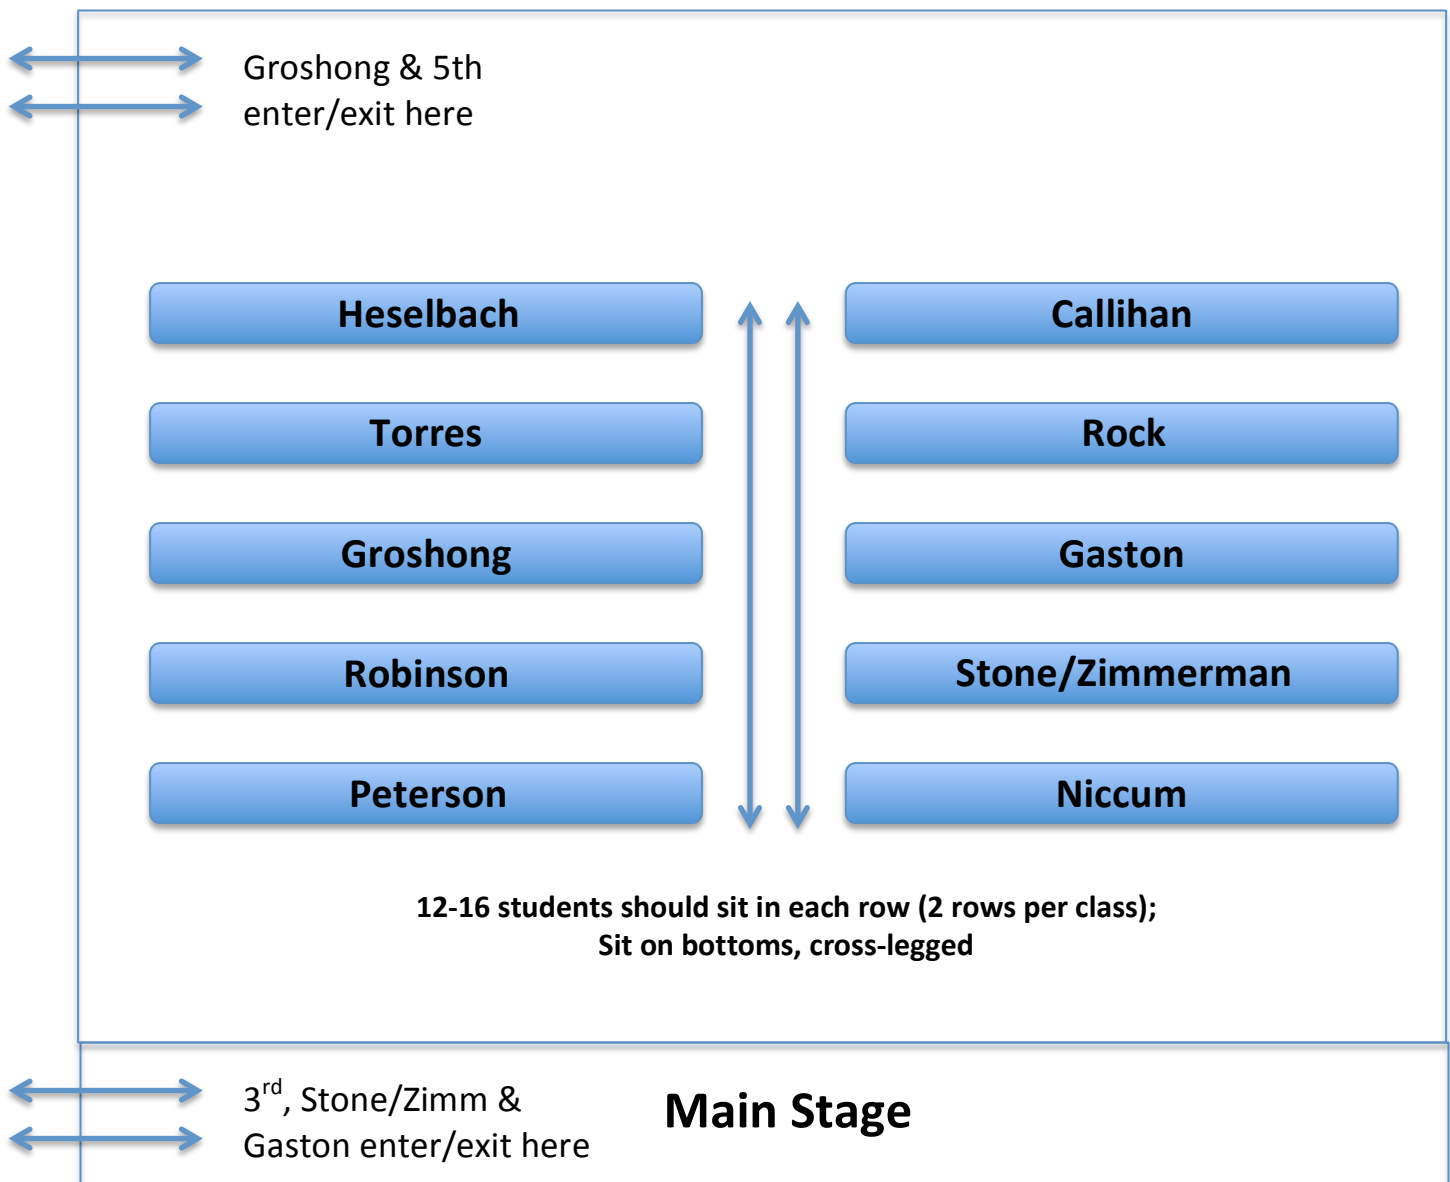 Groshong & 5th
enter/exit here
Heselbach
Callihan
Torres
Rock
Groshong
Gaston
Robinson
Stone/Zimmerman
Peterson
Niccum
12-16 students should sit in each row (2 rows per class);
Sit on bottoms, cross-legged
3rd, Stone/Zimm &
Gaston enter/exit here
Main Stage